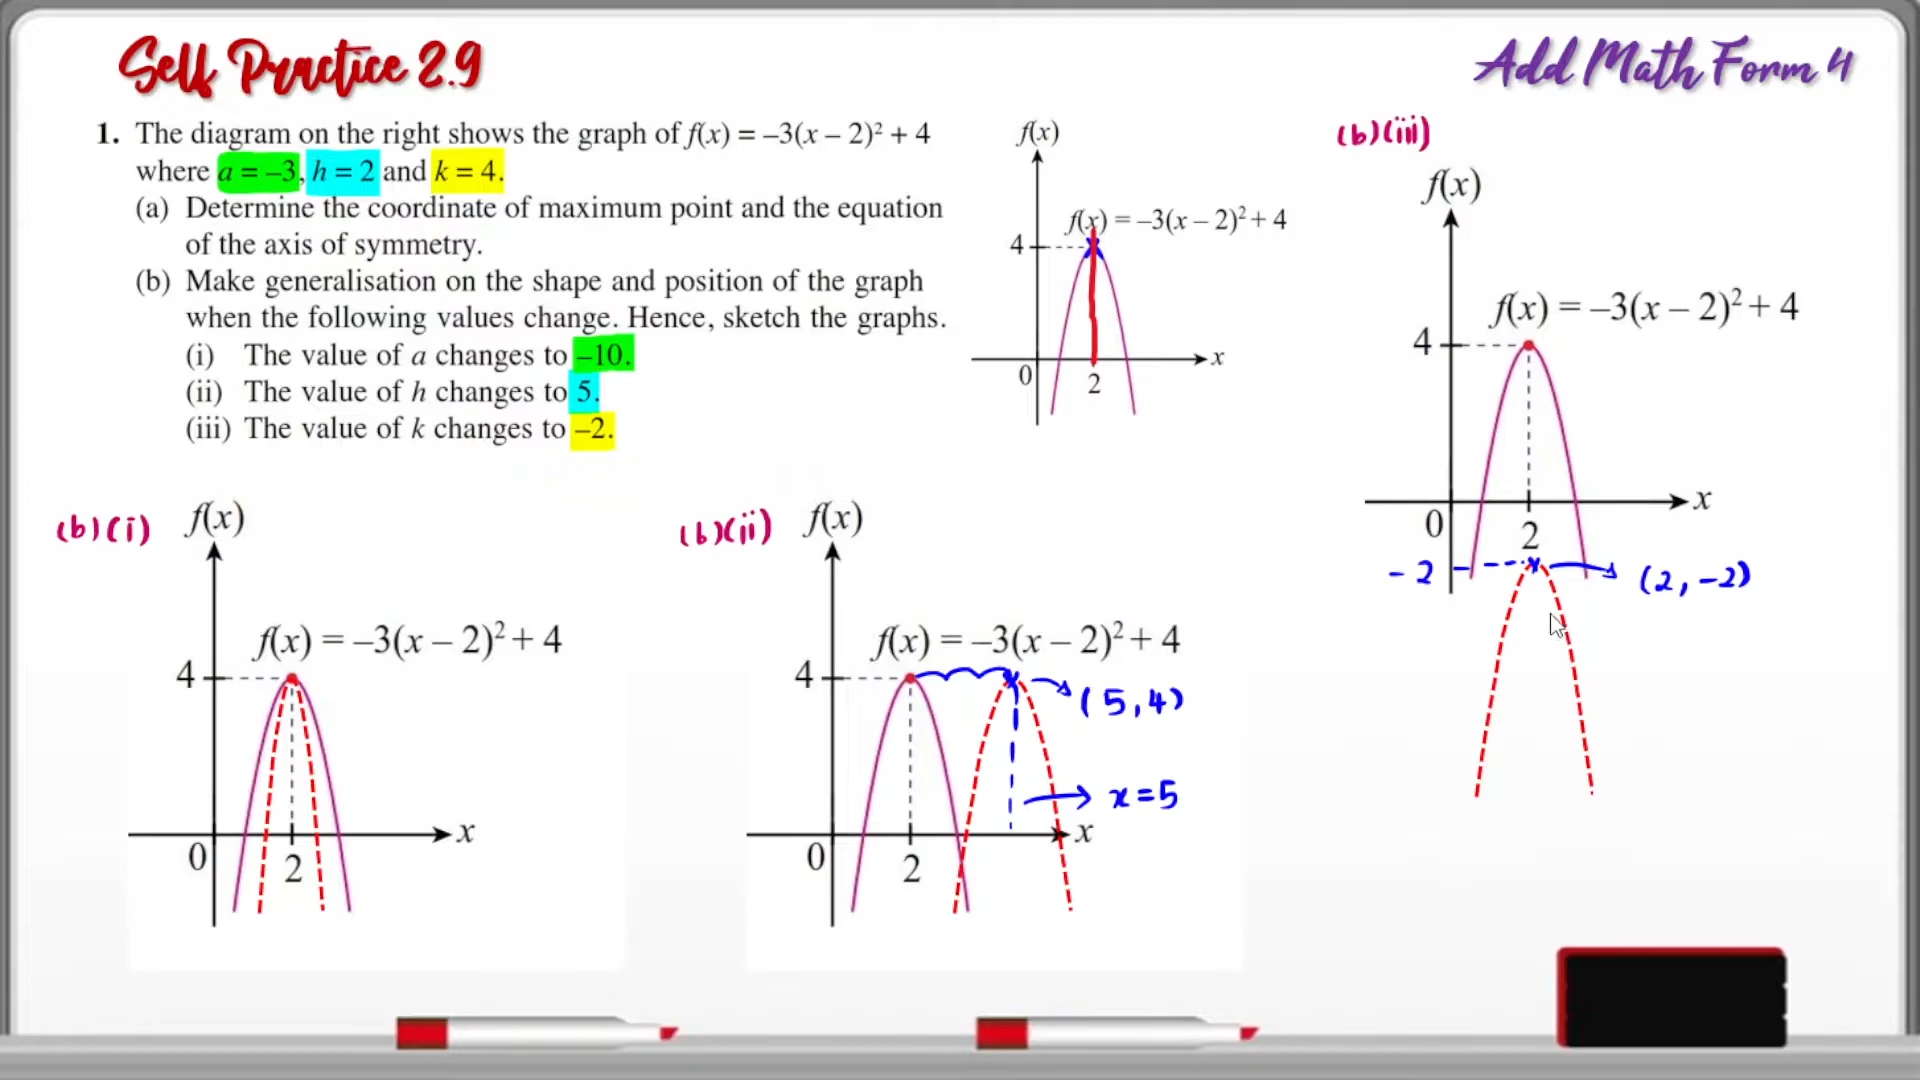 Self Practice 2.9
Add Math Form 4
1. The diagram on the right shows the graph of f(x) = –3(x – 2)² + 4
where a = –3, h = 2 and k = 4.
(a) Determine the coordinate of maximum point and the equation
of the axis of symmetry.
(b) Make generalisation on the shape and position of the graph
when the following values change. Hence, sketch the graphs.
(i) The value of a changes to –10.
(ii) The value of h changes to 5.
(iii) The value of k changes to –2.
f(x)
f(x) = –3(x – 2)² + 4
4
x
0
2
(b)(iii)
f(x)
f(x) = –3(x – 2)² + 4
4
x
0
2
-2
(2, -2)
(b)(i)
f(x)
f(x) = –3(x – 2)² + 4
4
x
0
2
(b)(ii)
f(x)
f(x) = –3(x – 2)² + 4
4
(5,4)
x=5
x
0
2